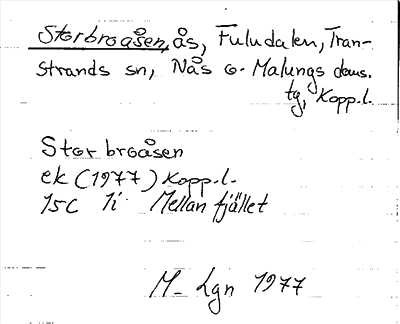 Storbroåsen, ås, Fuludalen, Tran-
strands sn, Nås o. Malungs doms.
tg, Kopp.l.
Storbroåsen
ek (1977) Kopp.l.
15C 1i Mellanfjället
M- Lgn 1977